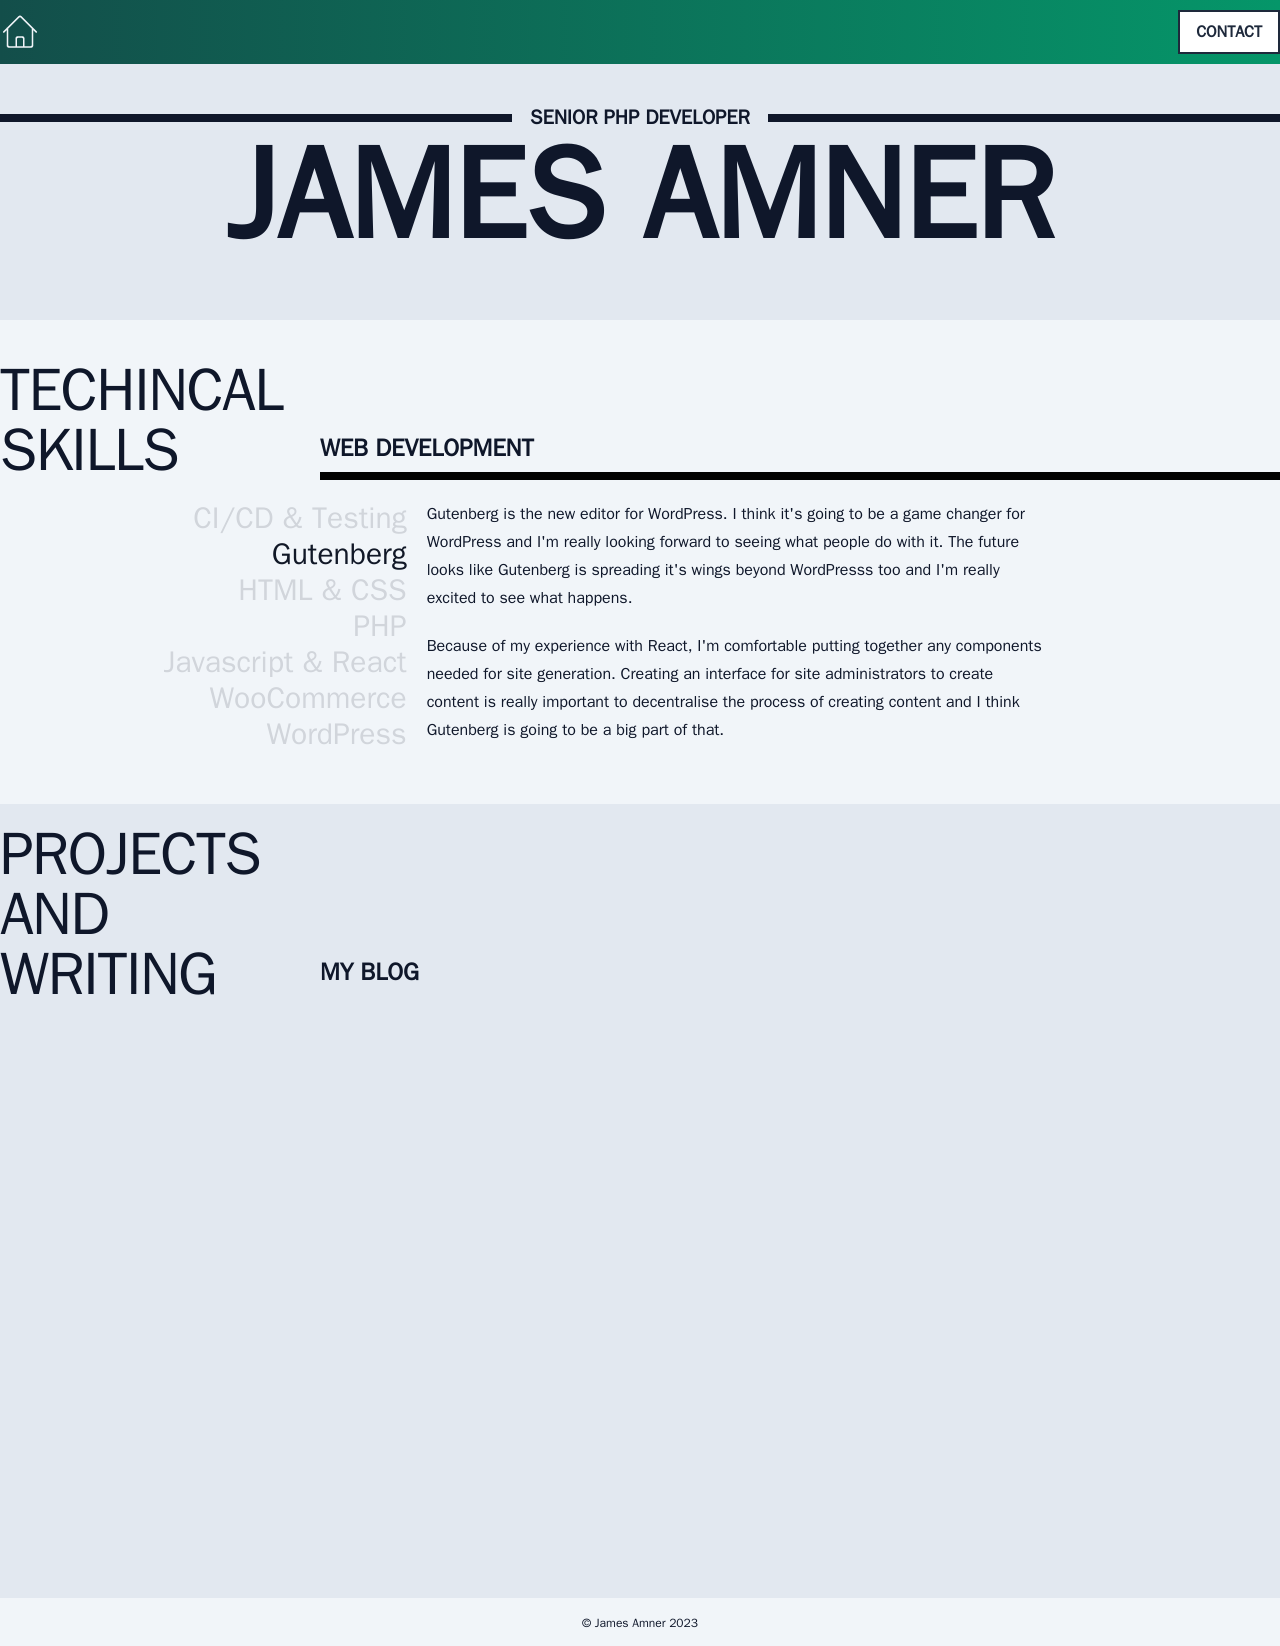 CONTACT
SENIOR PHP DEVELOPER
JAMES AMNER
TECHINCAL
SKILLS
WEB DEVELOPMENT
CI/CD & Testing
Gutenberg
HTML & CSS
PHP
Javascript & React
WooCommerce
WordPress
Gutenberg is the new editor for WordPress. I think it's going to be a game changer for
WordPress and I'm really looking forward to seeing what people do with it. The future
looks like Gutenberg is spreading it's wings beyond WordPresss too and I'm really
excited to see what happens.
Because of my experience with React, I'm comfortable putting together any components
needed for site generation. Creating an interface for site administrators to create
content is really important to decentralise the process of creating content and I think
Gutenberg is going to be a big part of that.
PROJECTS
AND
WRITING
MY BLOG
© James Amner 2023